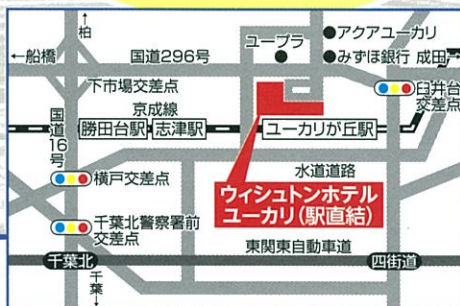 ↑柏
←船橋
国道296号
ユープラ
●アクアユーカリ
●みずほ銀行
成田→
下市場交差点
臼井台
交差点
京成線
国道16号
勝田台駅
志津駅
ユーカリが丘駅
水道道路
横戸交差点
ウィシュトンホテル
ユーカリ(駅直結)
千葉北警察署前
交差点
東関東自動車道
千葉北
四街道
千葉↓